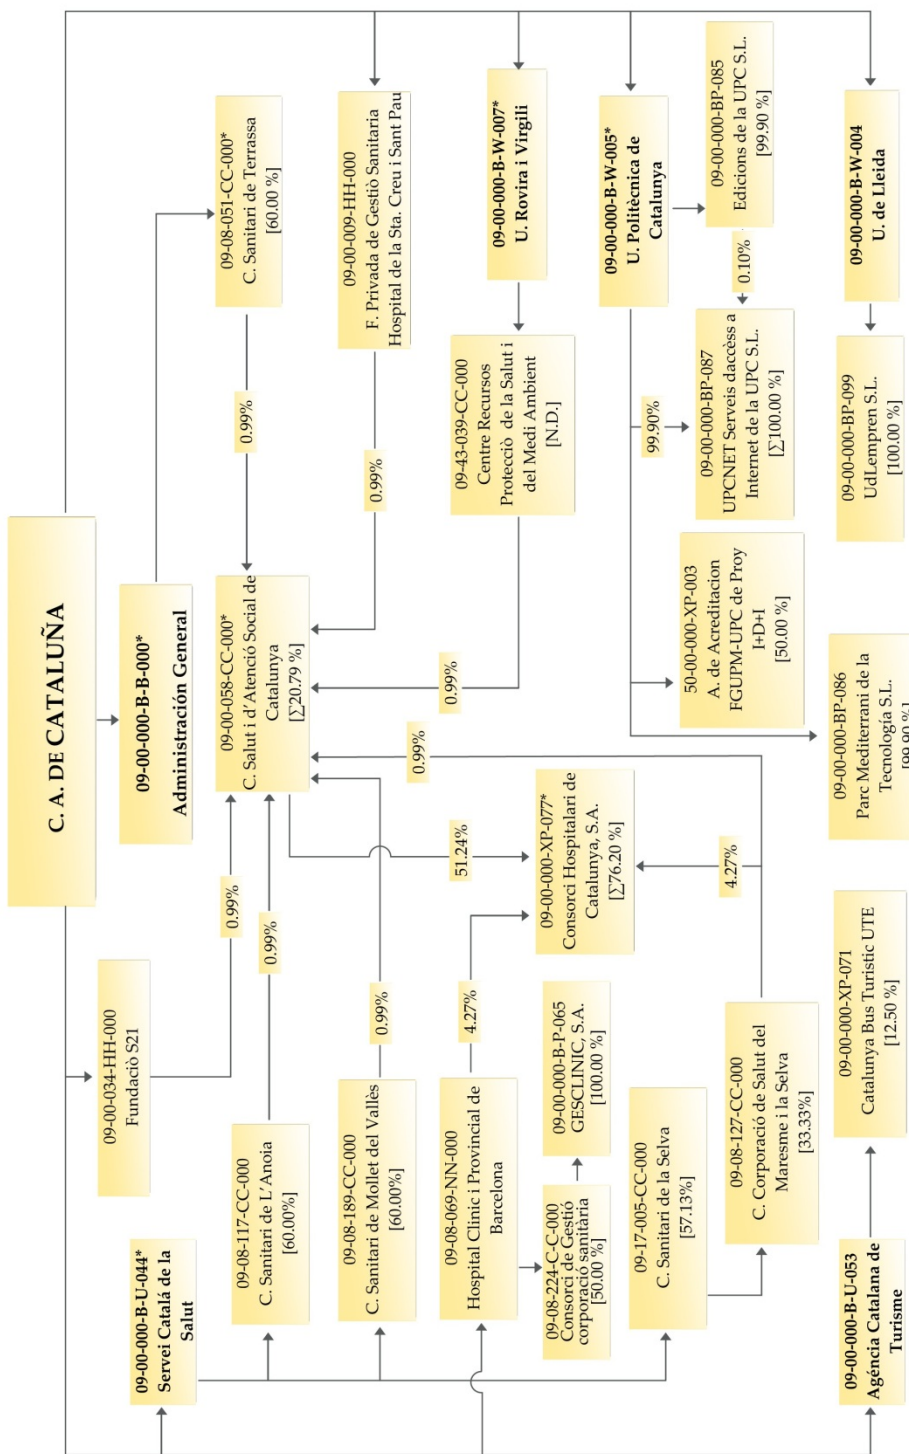 C. A. DE CATALUÑA
09-00-000-B-B-000*
Administración General
09-00-034-HH-000
Fundaciò S21
09-08-051-CC-000*
C. Sanitari de Terrassa
[60.00 %]
09-00-000-B-U-044*
Servei Catalá de la
Salut
0.99%
0.99%
09-00-009-HH-000
F. Privada de Gestiò Sanitaria
Hospital de la Sta. Creu i Sant Pau
09-08-117-CC-000
C. Sanitari de L'Anoia
[60.00%]
0.99%
09-00-058-CC-000*
C. Salut i d'Atenció Social de
Catalunya
[∑20.79 %]
0.99%
09-08-189-CC-000
C. Sanitari de Mollet del Vallès
[60.00%]
0.99%
09-43-039-CC-000
Centre Recursos
Protecciò de la Salut i
del Medi Ambient
[N.D.]
09-00-000-B-W-007*
U. Rovira i Virgili
0.99%
0.99%
51.24%
09-08-069-NN-000
Hospital Clinic i Provincial de
Barcelona
4.27%
09-00-000-XP-077*
Consorci Hospitalari de
Catalunya, S.A.
[∑76.20 %]
09-08-224-C-C-000
Consorci de Gestió
corporació sanitària
[50.00 %]
09-00-000-B-P-065
GESCLINIC, S.A.
[100.00 %]
09-00-000-B-W-005*
U. Politècnica de
Catalunya
99.90%
09-17-005-CC-000
C. Sanitari de la Selva
[57.13%]
4.27%
50-00-000-XP-003
A. de Acreditacion
FGUPM-UPC de Proy
I+D+I
[50.00 %]
09-00-000-BP-087
UPCNET Serveis daccèss a
Internet de la UPC S.L.
[∑100.00 %]
0.10%
09-00-000-BP-085
Edicions de la UPC S.L.
[99.90 %]
09-08-127-CC-000
C. Corporació de Salut del
Maresme i la Selva
[33.33%]
09-00-000-B-U-053
Agéncia Catalana de
Turisme
09-00-000-XP-071
Catalunya Bus Turistic UTE
[12.50 %]
09-00-000-BP-086
Parc Mediterrani de la
Tecnología S.L.
[99.90 %]
09-00-000-BP-099
UdLempren S.L.
[100.00 %]
09-00-000-B-W-004
U. de Lleida